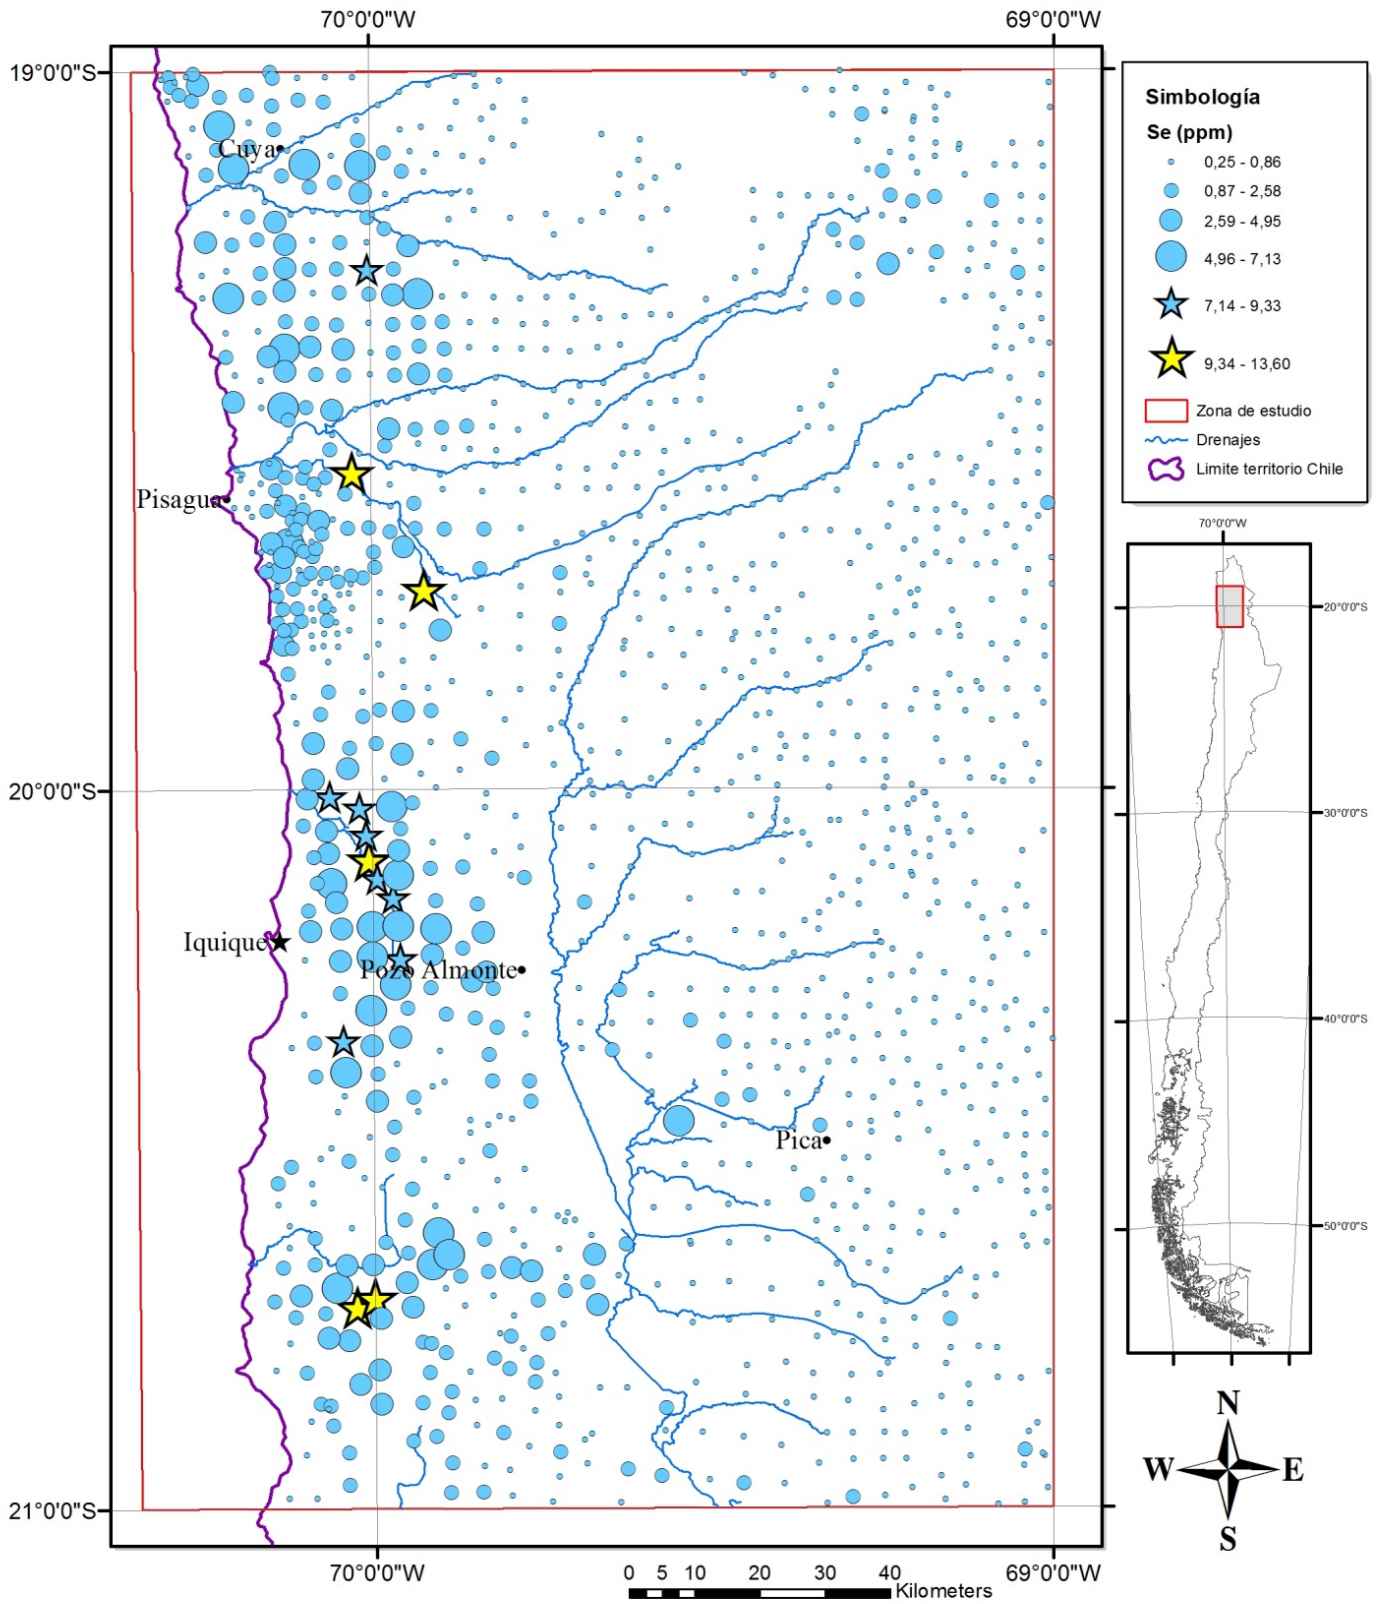 70°0'0"W
69°0'0"W
19°0'0"S
Cuya
Pisagua
20°0'0"S
Iquique
Pozo Almonte
Pica
21°0'0"S
70°0'0"W
69°0'0"W
0 5 10 20 30 40
Kilometers
Simbología
Se (ppm)
0,25 - 0,86
0,87 - 2,58
2,59 - 4,95
4,96 - 7,13
7,14 - 9,33
9,34 - 13,60
Zona de estudio
Drenajes
Limite territorio Chile
70°0'0"W
20°0'0"S
30°0'0"S
40°0'0"S
50°0'0"S
N
W E
S